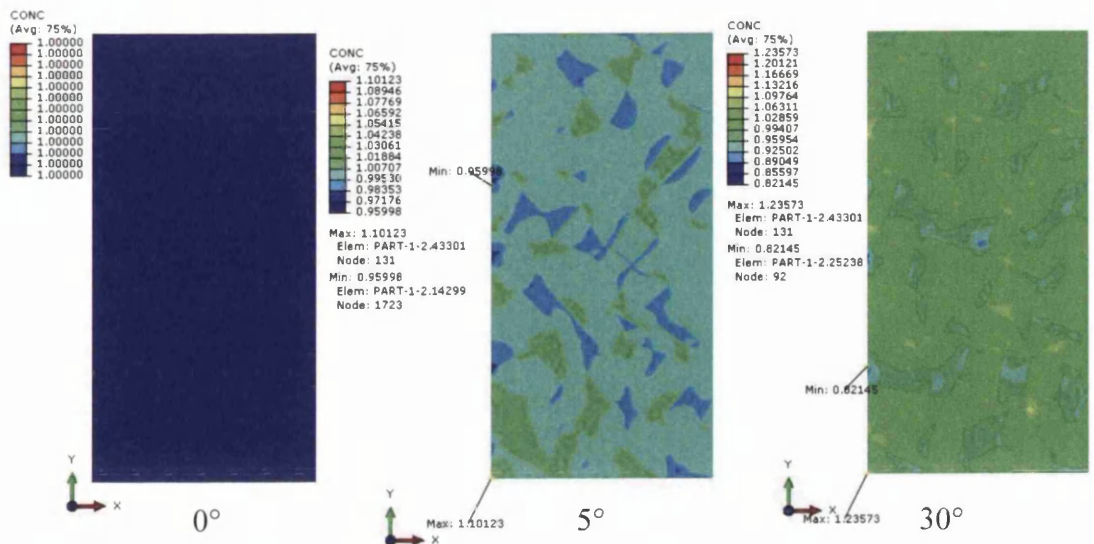 CONC
(Avg: 75%)
1.00000
1.00000
1.00000
1.00000
1.00000
1.00000
1.00000
1.00000
1.00000
1.00000
1.00000
1.00000
1.00000
Y
X
0°
CONC
(Avg: 75%)
1.10123
1.08946
1.07769
1.06592
1.05415
1.04238
1.03061
1.01884
1.00707
0.99530
0.98353
0.97176
0.95998
Max: 1.10123
Elem: PART-1-2.43301
Node: 131
Min: 0.95998
Elem: PART-1-2.14299
Node: 1723
Min: 0.95998
Max: 1.10123
Y
X
5°
CONC
(Avg: 75%)
1.23573
1.20121
1.16669
1.13216
1.09764
1.06311
1.02859
0.99407
0.95954
0.92502
0.89049
0.85597
0.82145
Max: 1.23573
Elem: PART-1-2.43301
Node: 131
Min: 0.82145
Elem: PART-1-2.25238
Node: 92
Min: 0.82145
Max: 1.23573
Y
X
30°